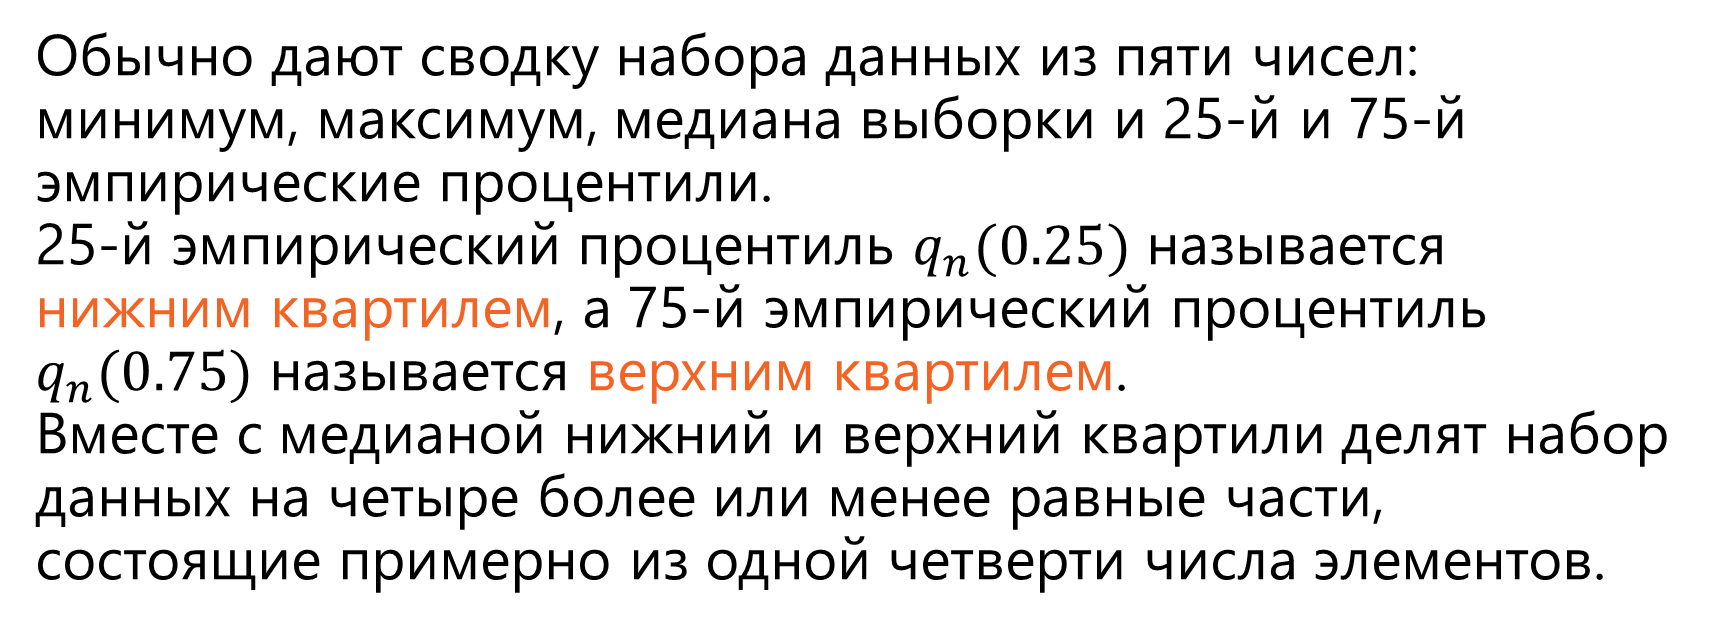 Обычно дают сводку набора данных из пяти чисел:
минимум, максимум, медиана выборки и 25-й и 75-й
эмпирические процентили.
25-й эмпирический процентиль qₙ(0.25) называется
нижним квартилем, а 75-й эмпирический процентиль
qₙ(0.75) называется верхним квартилем.
Вместе с медианой нижний и верхний квартили делят набор
данных на четыре более или менее равные части,
состоящие примерно из одной четверти числа элементов.